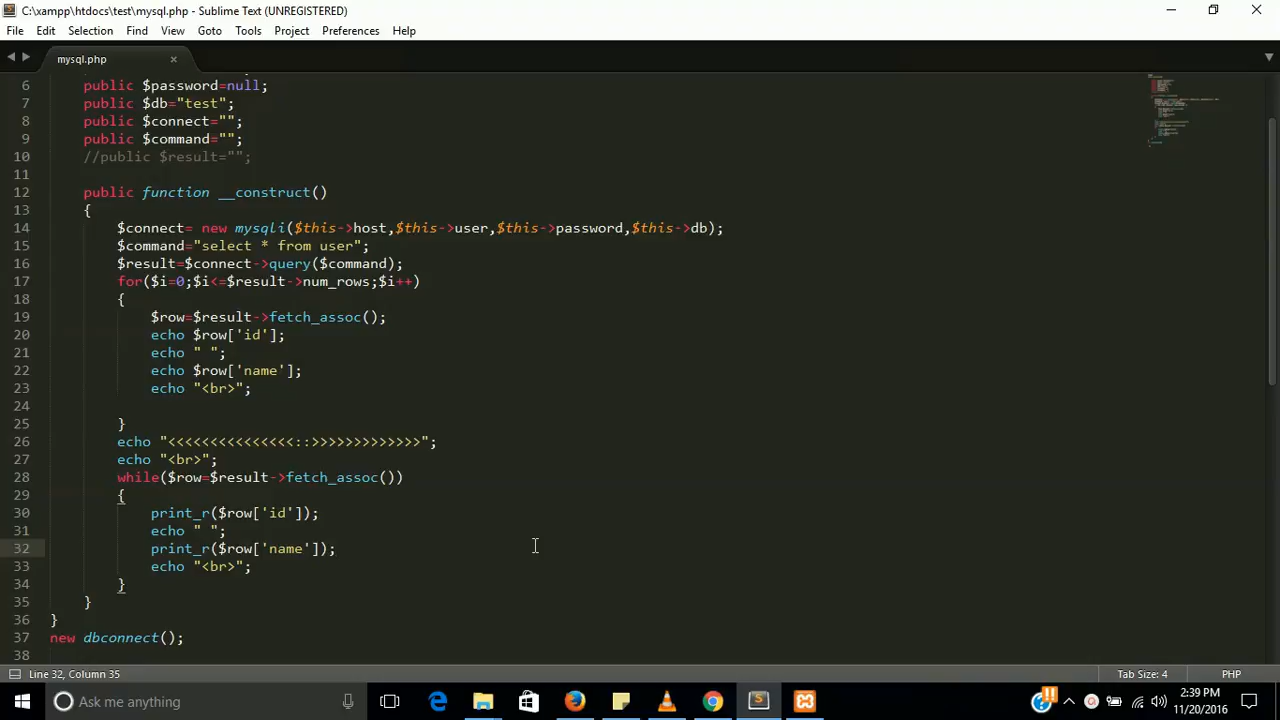 C:\xampp\htdocs\test\mysql.php - Sublime Text (UNREGISTERED)
File Edit Selection Find View Goto Tools Project Preferences Help
mysql.php
6 public $password=null;
7 public $db="test";
8 public $connect="";
9 public $command="";
10 //public $result="";
11
12 public function __construct()
13 {
14 $connect= new mysqli($this->host,$this->user,$this->password,$this->db);
15 $command="select * from user";
16 $result=$connect->query($command);
17 for($i=0;$i<=$result->num_rows;$i++)
18 {
19 $row=$result->fetch_assoc();
20 echo $row['id'];
21 echo " ";
22 echo $row['name'];
23 echo "<br>";
24
25 }
26 echo "<<<<<<<<<<<<<<<::>>>>>>>>>>>>>";
27 echo "<br>";
28 while($row=$result->fetch_assoc())
29 {
30 print_r($row['id']);
31 echo " ";
32 print_r($row['name']);
33 echo "<br>";
34 }
35 }
36 }
37 new dbconnect();
38
Line 32, Column 35 Tab Size: 4 PHP
Ask me anything
2:39 PM
11/20/2016